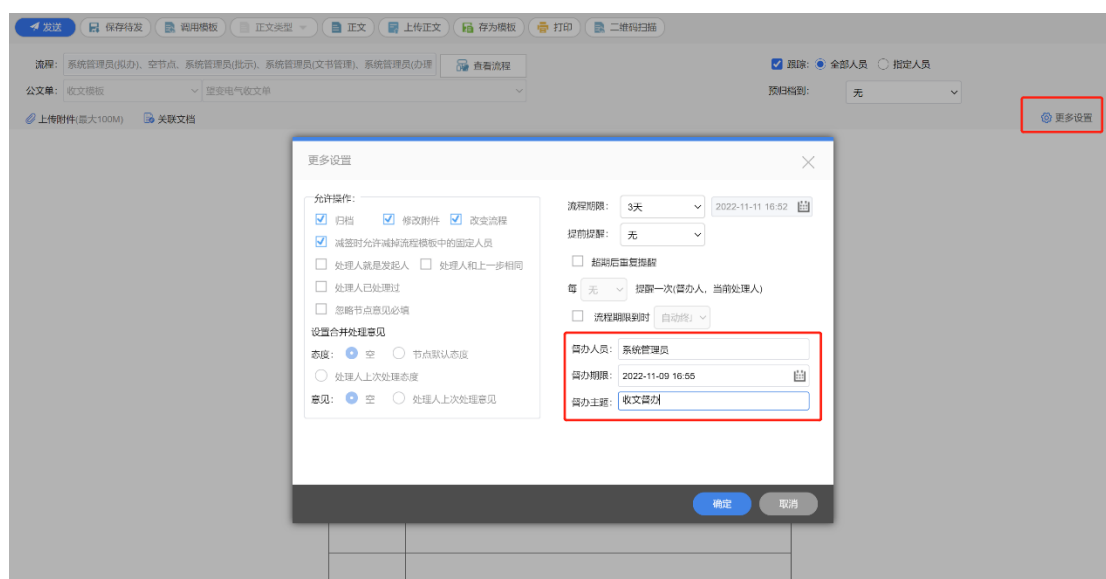 发送 保存待发 调用模板 正文类型 正文 上传正文 存为模板 打印 二维码扫描
流程: 系统管理员(拟办)、空节点、系统管理员(批示)、系统管理员(文书管理)、系统管理员(办理 查看流程 跟踪: 全部人员 指定人员
公文单: 收文模板 望变电气收文单 预归档到: 无
上传附件(最大100M) 关联文档 更多设置
更多设置
允许操作:
归档 修改附件 改变流程
减签时允许减掉流程模板中的固定人员
处理人就是发起人 处理人和上一步相同
处理人已处理过
忽略节点意见必填
设置合并处理意见
态度: 空 节点默认态度
处理人上次处理态度
意见: 空 处理人上次处理意见
流程期限: 3天 2022-11-11 16:52
提前提醒: 无
超期后重复提醒
每 无 提醒一次(督办人、当前处理人)
流程期限到时 自动终
督办人员: 系统管理员
督办期限: 2022-11-09 16:55
督办主题: 收文督办
确定 取消